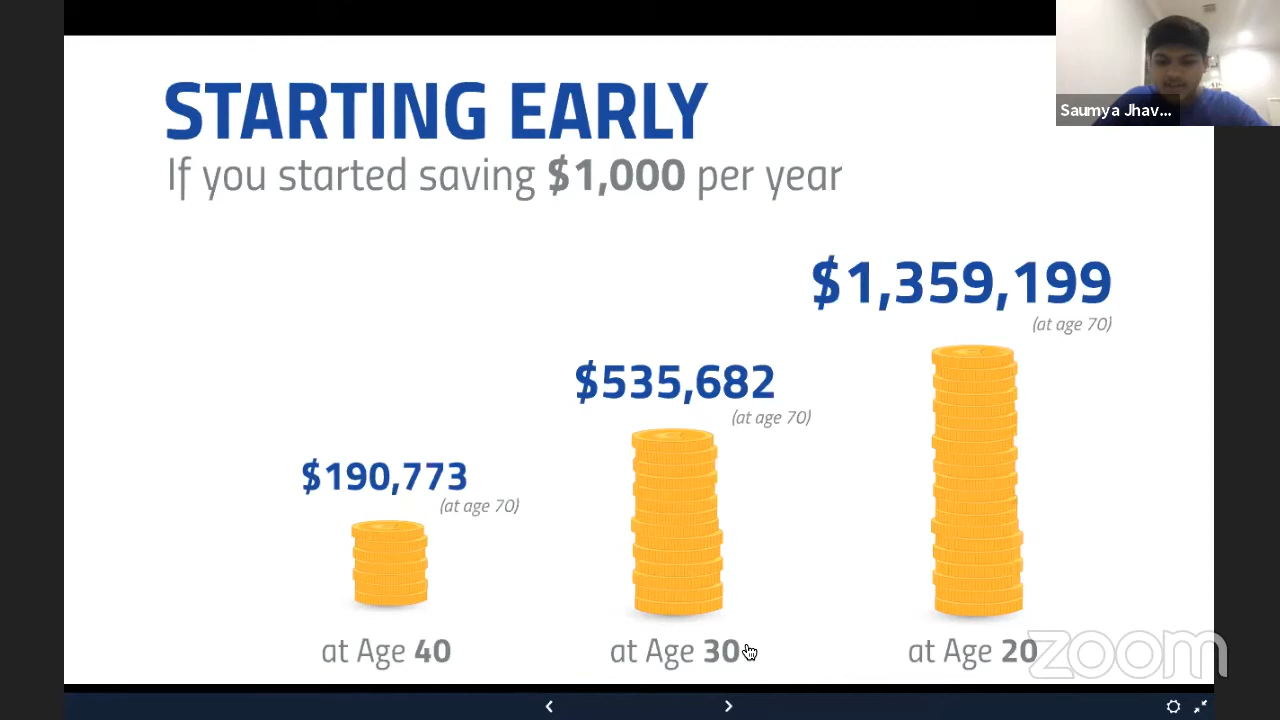 Saumya Jhav...
STARTING EARLY
If you started saving $1,000 per year
$1,359,199
(at age 70)
$535,682
(at age 70)
$190,773
(at age 70)
at Age 40
at Age 30
at Age 20
zoom